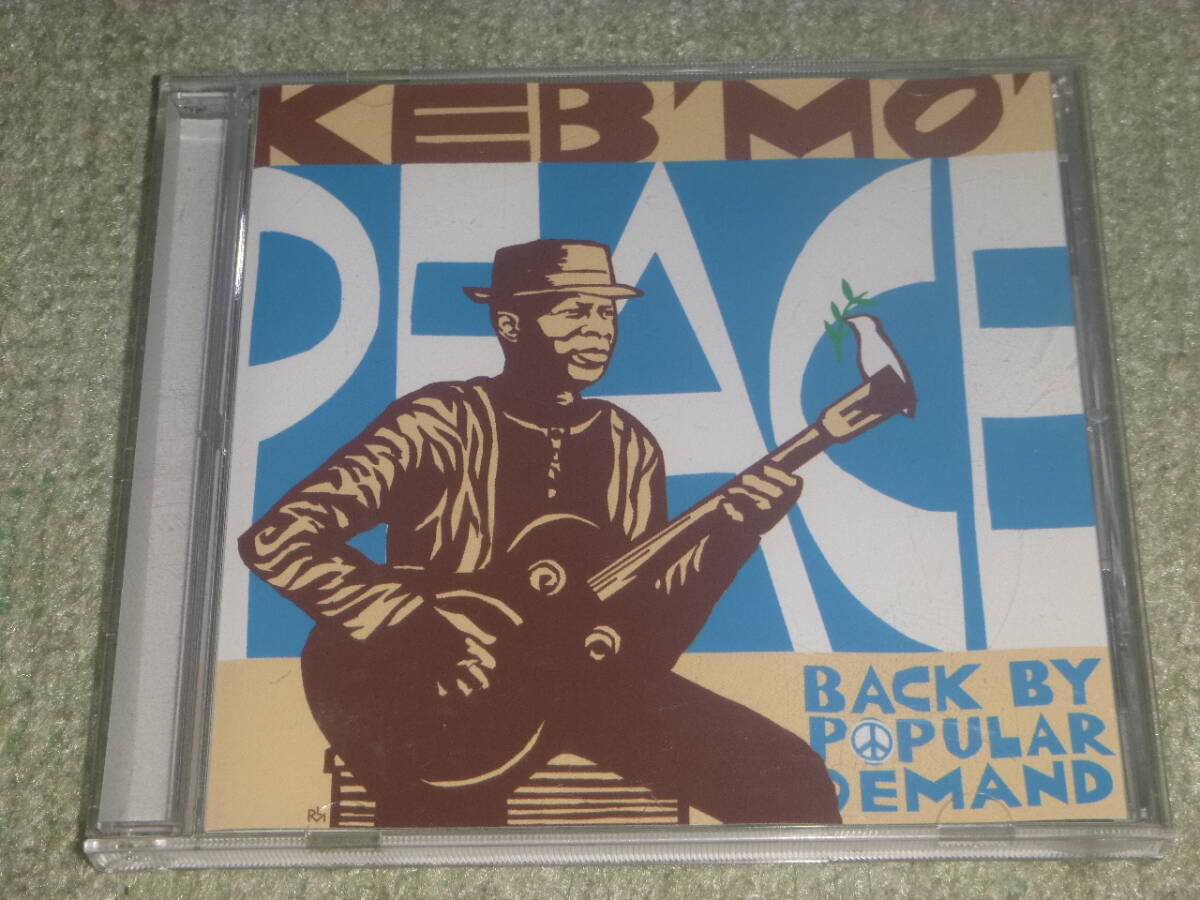 KEB'MO'
PEACE
BACK BY
POPULAR
DEMAND